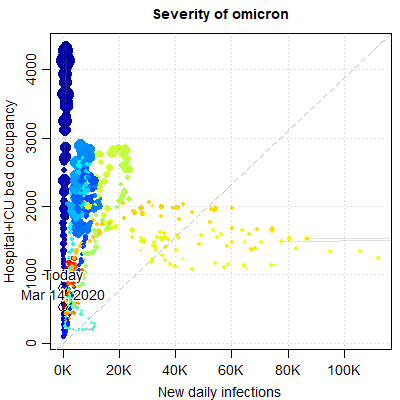 Severity of omicron
Hospital+ICU bed occupancy
4000
3000
2000
1000
0
Today
Mar 14, 2020
0K
20K
40K
60K
80K
100K
New daily infections